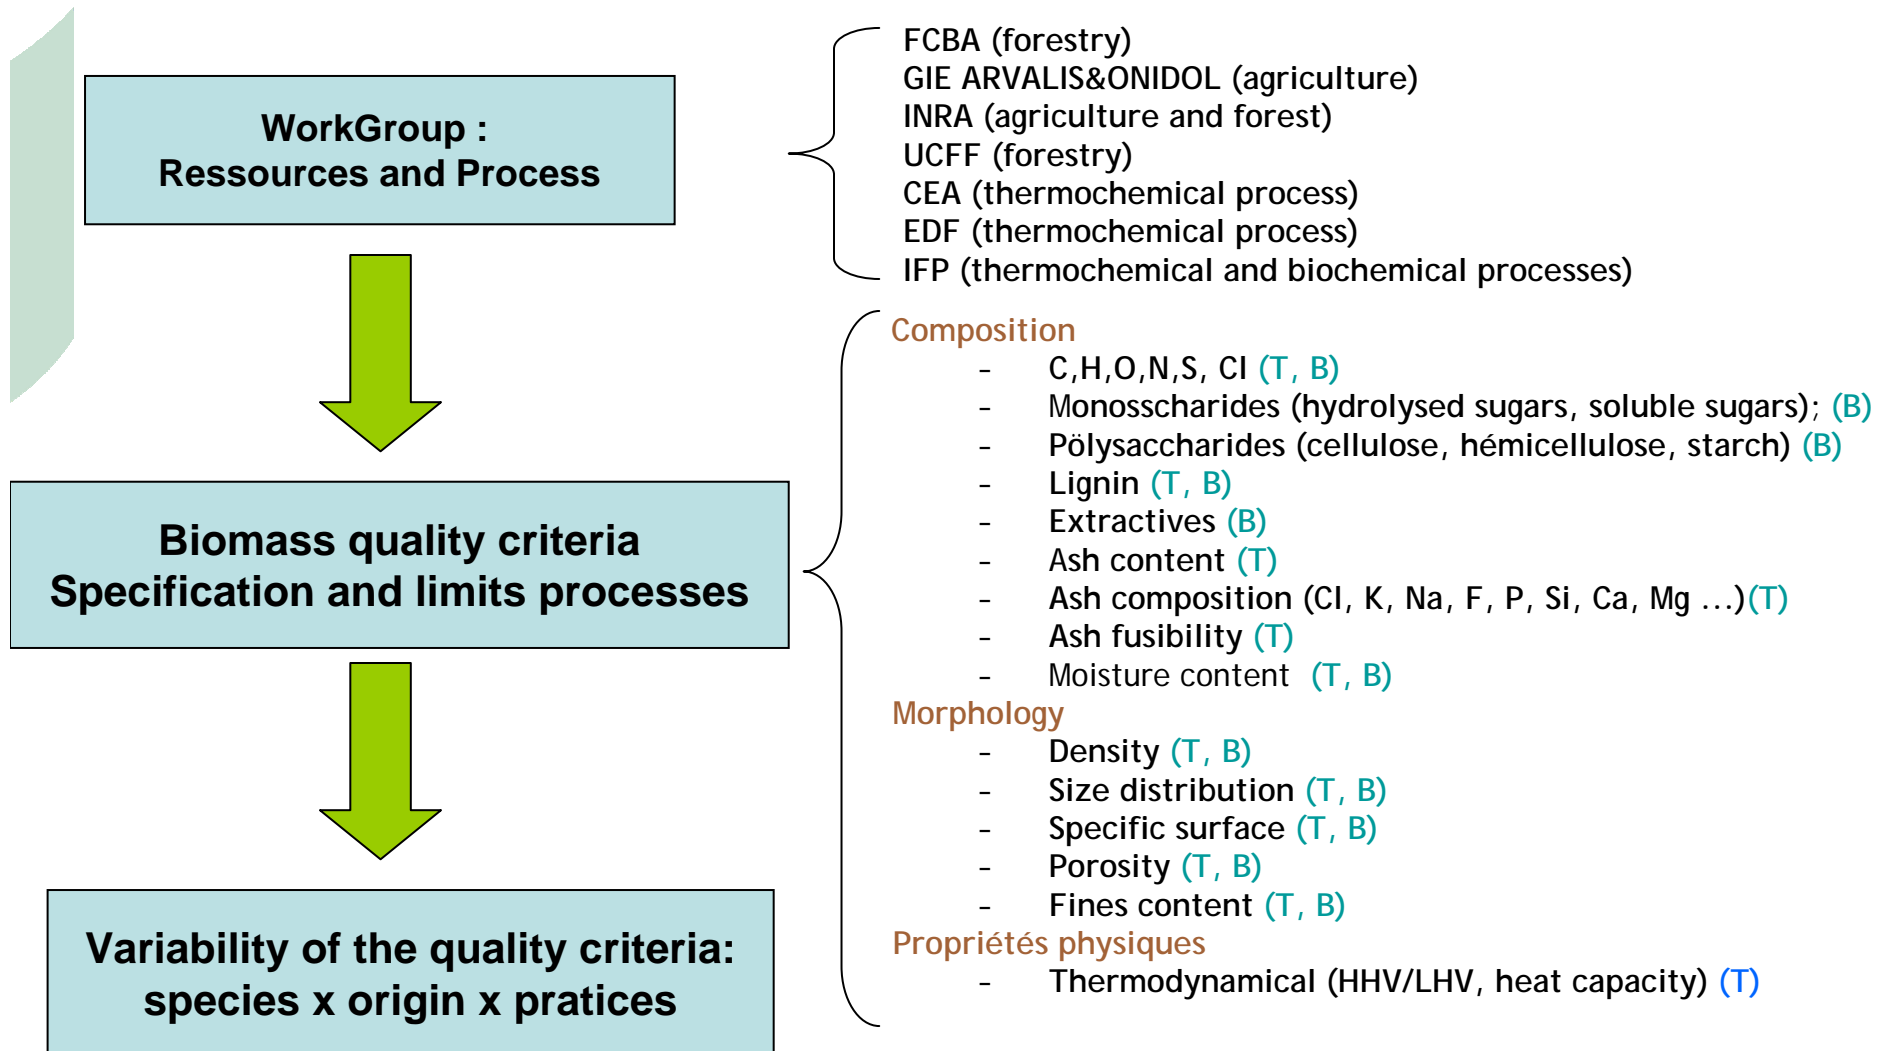 WorkGroup :
Ressources and Process
FCBA (forestry)
GIE ARVALIS&ONIDOL (agriculture)
INRA (agriculture and forest)
UCFF (forestry)
CEA (thermochemical process)
EDF (thermochemical process)
IFP (thermochemical and biochemical processes)
Biomass quality criteria
Specification and limits processes
Composition
- C,H,O,N,S, Cl (T, B)
- Monosscharides (hydrolysed sugars, soluble sugars); (B)
- Pölysaccharides (cellulose, hémicellulose, starch) (B)
- Lignin (T, B)
- Extractives (B)
- Ash content (T)
- Ash composition (Cl, K, Na, F, P, Si, Ca, Mg ...)(T)
- Ash fusibility (T)
- Moisture content (T, B)
Morphology
- Density (T, B)
- Size distribution (T, B)
- Specific surface (T, B)
- Porosity (T, B)
- Fines content (T, B)
Propriétés physiques
- Thermodynamical (HHV/LHV, heat capacity) (T)
Variability of the quality criteria:
species x origin x pratices